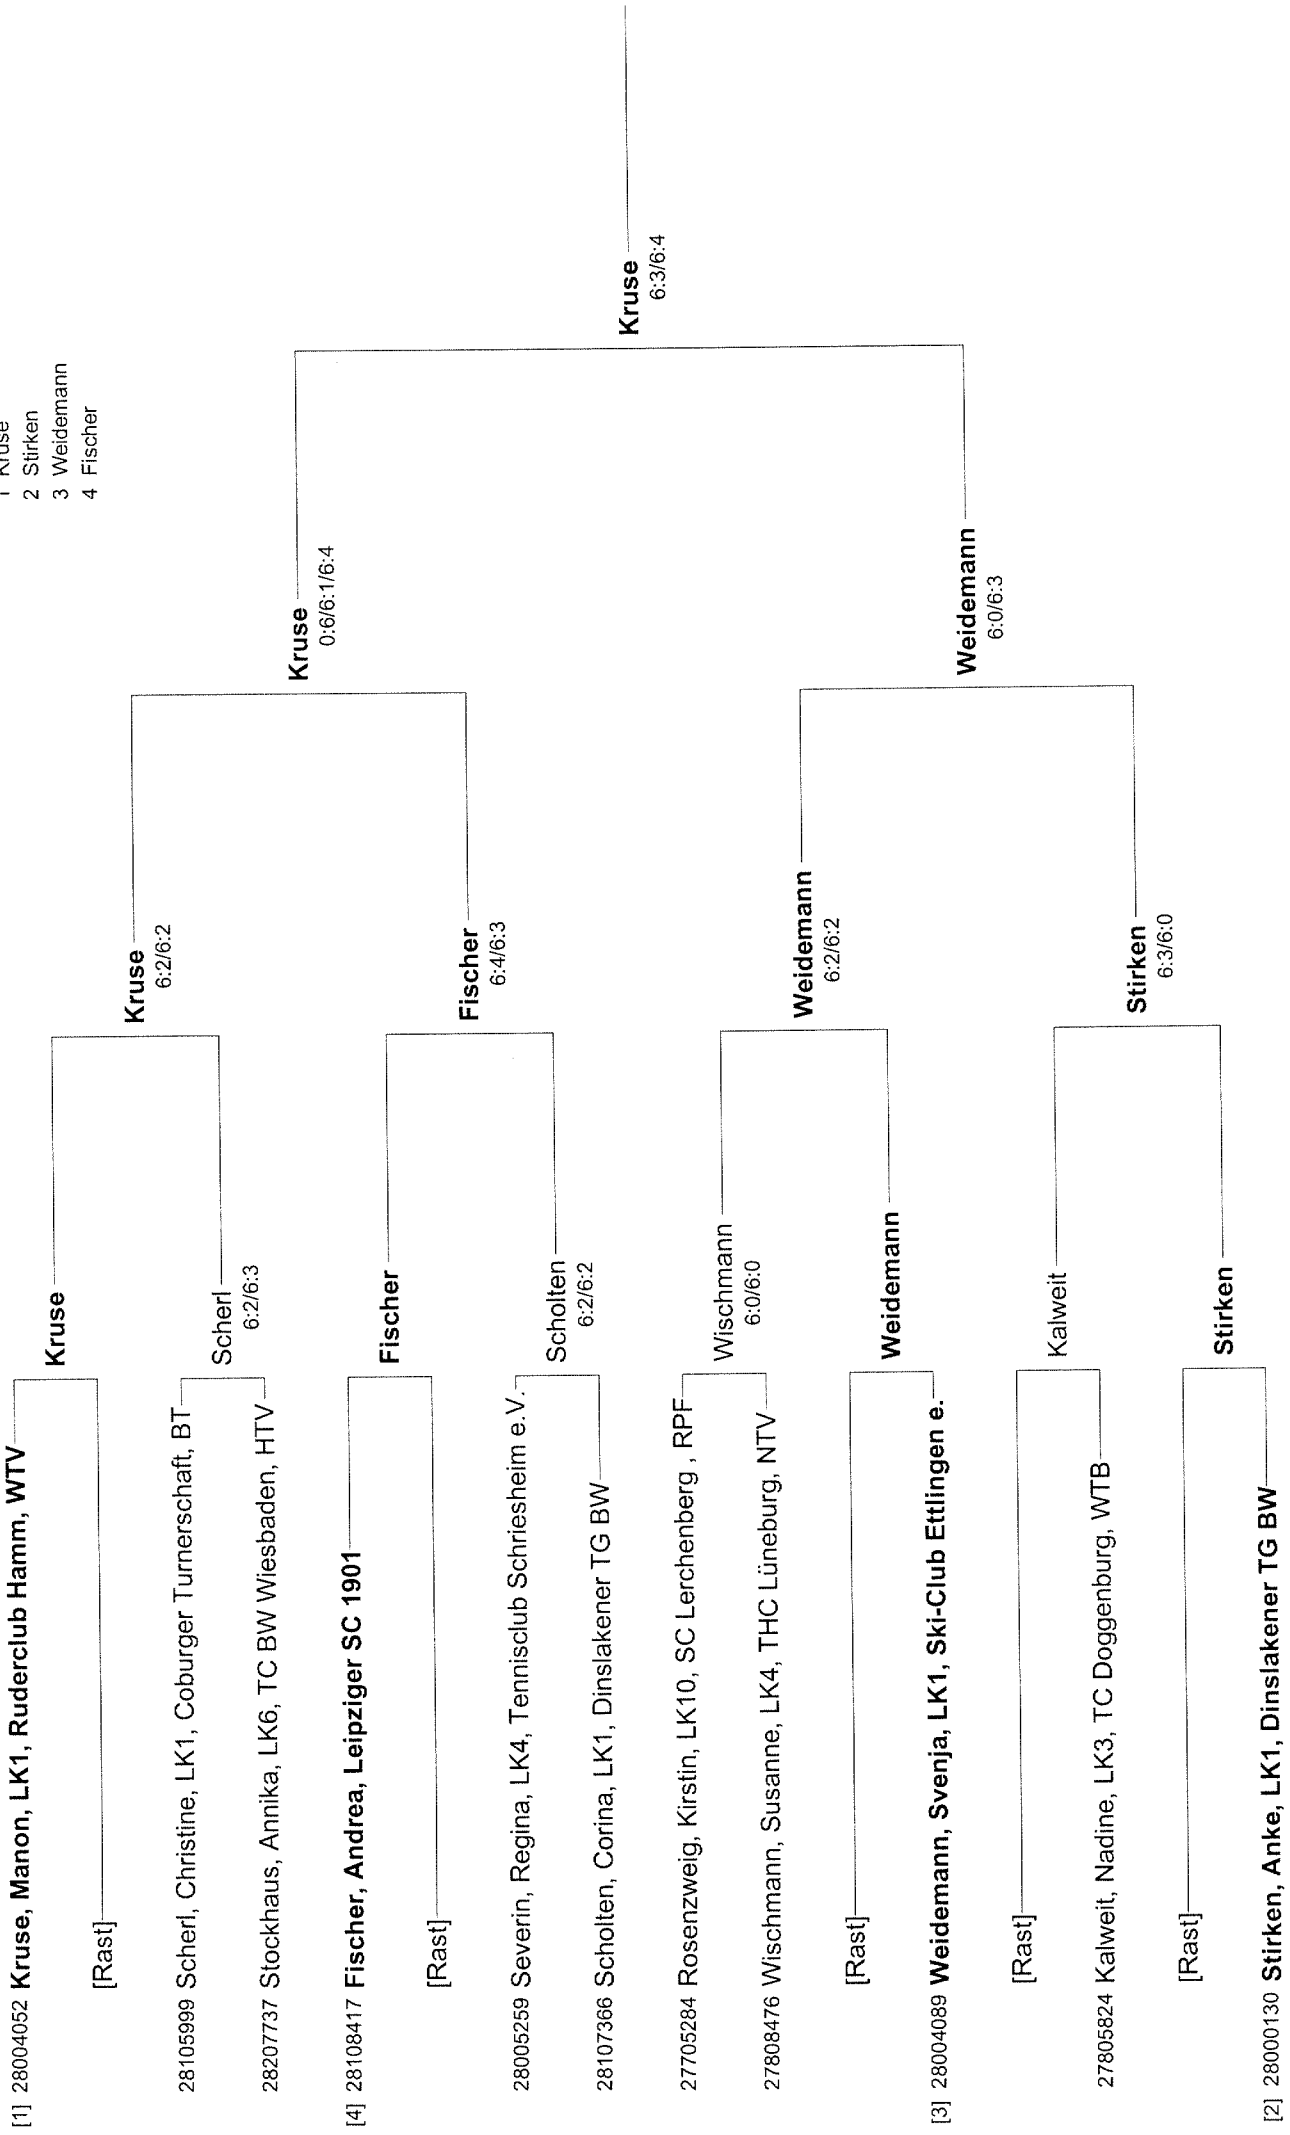 1 Kruse
2 Stirken
3 Weidemann
4 Fischer
[1] 28004052 Kruse, Manon, LK1, Ruderclub Hamm, WTV
[Rast]
28105999 Scherl, Christine, LK1, Coburger Turnerschaft, BT
28207737 Stockhaus, Annika, LK6, TC BW Wiesbaden, HTV
[4] 28108417 Fischer, Andrea, Leipziger SC 1901
[Rast]
28005259 Severin, Regina, LK4, Tennisclub Schriesheim e.V.
28107366 Scholten, Corina, LK1, Dinslakener TG BW
27705284 Rosenzweig, Kirstin, LK10, SC Lerchenberg , RPF
27808476 Wischmann, Susanne, LK4, THC Lüneburg, NTV
[Rast]
[3] 28004089 Weidemann, Svenja, LK1, Ski-Club Ettlingen e.
[Rast]
27805824 Kalweit, Nadine, LK3, TC Doggenburg, WTB
[Rast]
[2] 28000130 Stirken, Anke, LK1, Dinslakener TG BW
Kruse
Scherl
6:2/6:3
Fischer
Scholten
6:2/6:2
Wischmann
6:0/6:0
Weidemann
Kalweit
Stirken
Kruse
6:2/6:2
Fischer
6:4/6:3
Weidemann
6:2/6:2
Stirken
6:3/6:0
Kruse
0:6/6:1/6:4
Weidemann
6:0/6:3
Kruse
6:3/6:4